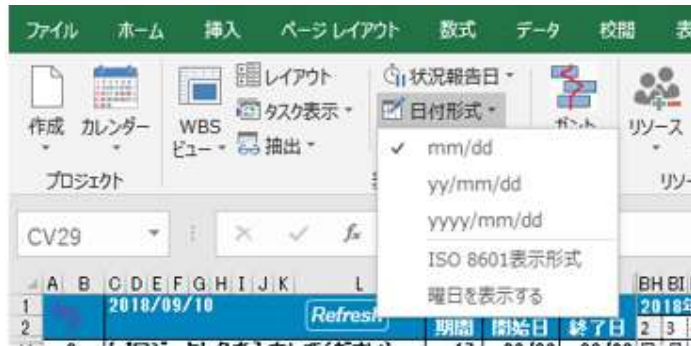 ファイル ホーム 挿入 ページ レイアウト 数式 データ 校閲
レイアウト 状況報告日
タスク表示 日付形式
作成 カレンダー WBS ビュー 抽出 リソース
プロジェクト
✓ mm/dd
yy/mm/dd
yyyy/mm/dd
ISO 8601表示形式
曜日を表示する
CV29 fx
A B C D E F G H I J K L BH BI
1 2018/09/10 Refresh 2018年
2 期間 開始日 終了日 2 3